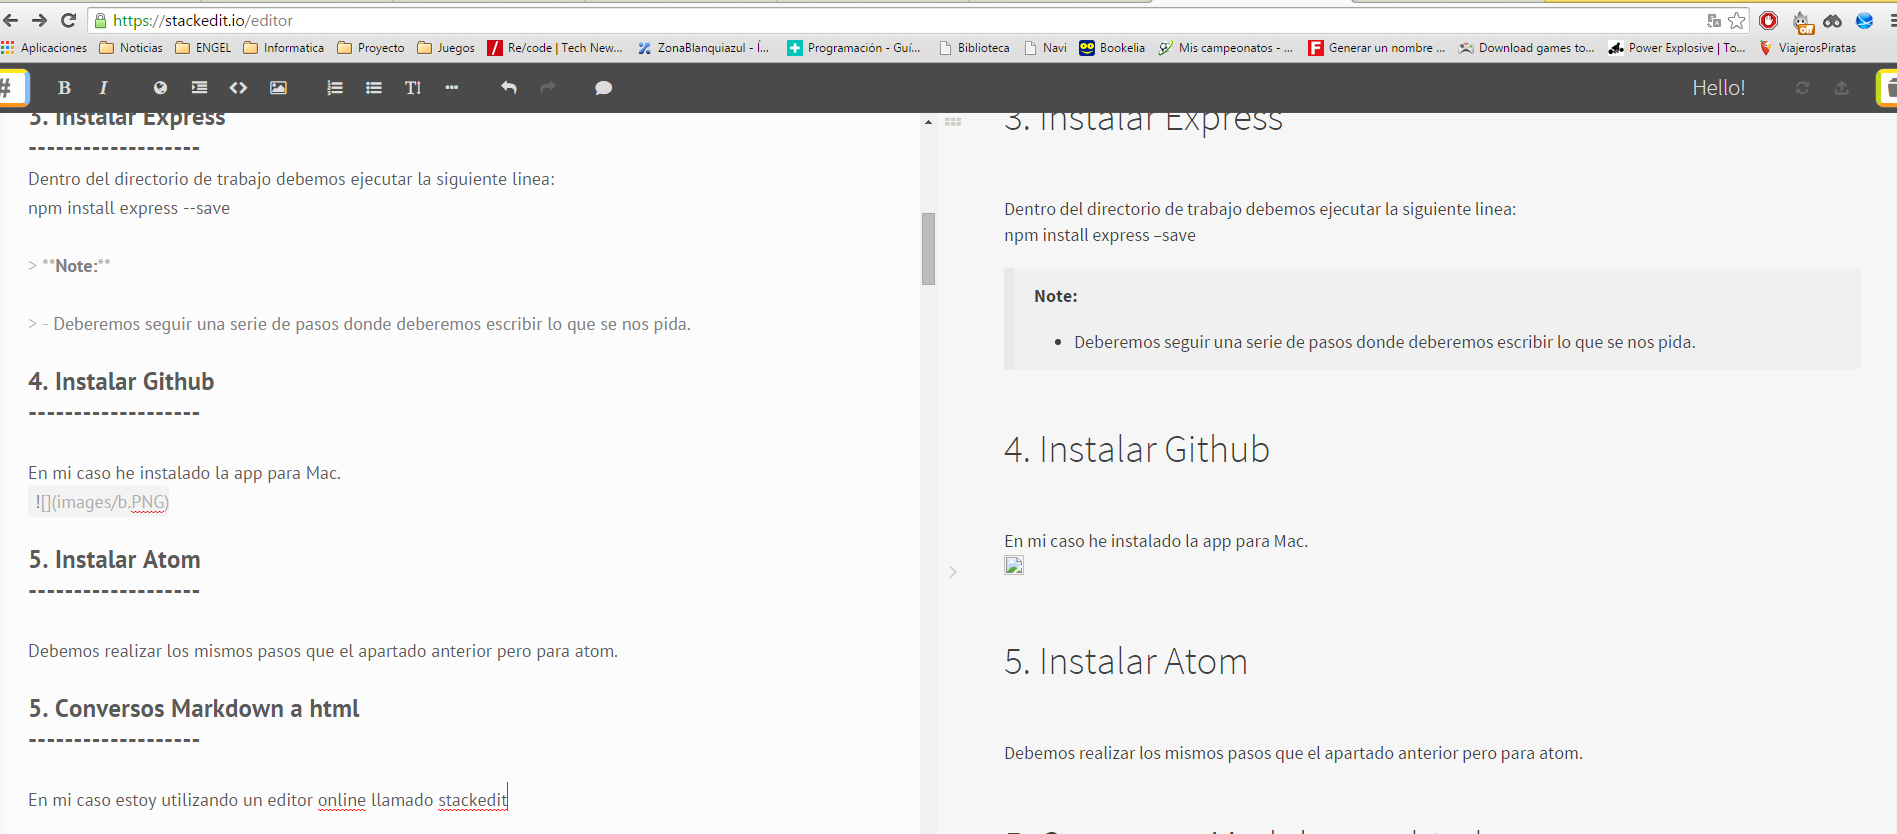 https://stackedit.io/editor
Aplicaciones Noticias ENGEL Informatica Proyecto Juegos Re/code | Tech New... ZonaBlanquiazul - Í... Programación - Guí... Biblioteca Navi Bookelia Mis campeonatos - ... Generar un nombre ... Download games to... Power Explosive | To... ViajerosPiratas
# B I T! Hello!
3. Instalar Express
-------------------
Dentro del directorio de trabajo debemos ejecutar la siguiente linea:
npm install express --save
> **Note:**
> - Deberemos seguir una serie de pasos donde deberemos escribir lo que se nos pida.
4. Instalar Github
-------------------
En mi caso he instalado la app para Mac.
![](images/b.PNG)
5. Instalar Atom
-------------------
Debemos realizar los mismos pasos que el apartado anterior pero para atom.
5. Conversos Markdown a html
-------------------
En mi caso estoy utilizando un editor online llamado stackedit
3. Instalar Express
Dentro del directorio de trabajo debemos ejecutar la siguiente linea:
npm install express –save
Note:
• Deberemos seguir una serie de pasos donde deberemos escribir lo que se nos pida.
4. Instalar Github
En mi caso he instalado la app para Mac.
5. Instalar Atom
Debemos realizar los mismos pasos que el apartado anterior pero para atom.